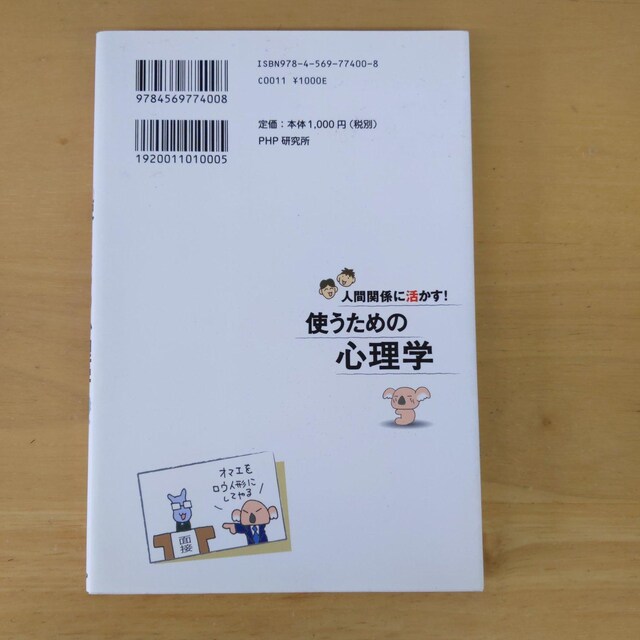 ISBN978-4-569-77400-8
C0011 ¥1000E
9784569774008
定価：本体1,000円（税別）
PHP研究所
1920011010005
人間関係に活かす！
使うための
心理学
オマエを
ロウ人形に
してやる
面接